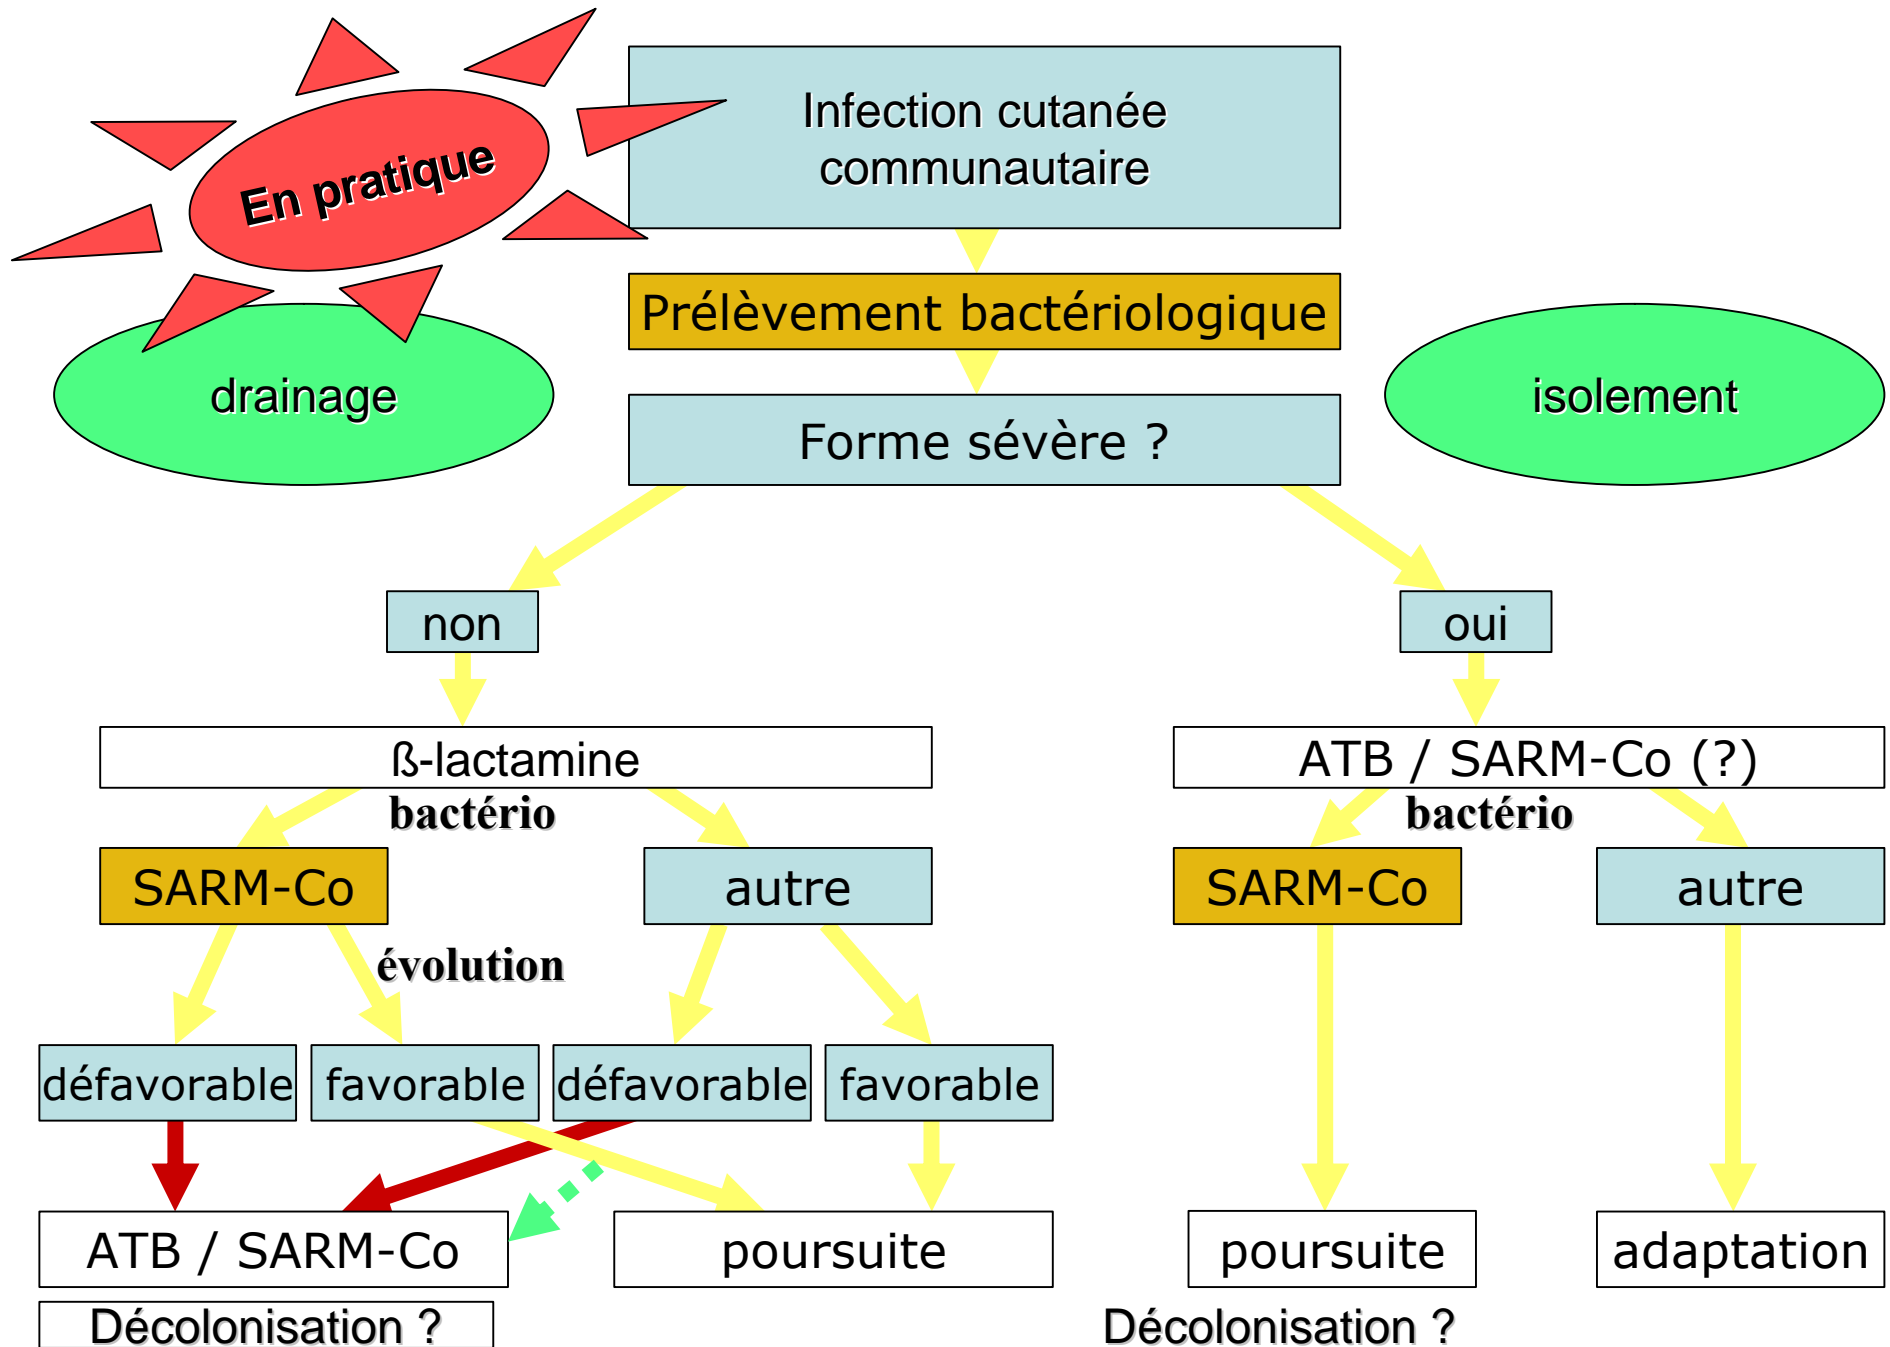 En pratique
Infection cutanée
communautaire
Prélèvement bactériologique
drainage
isolement
Forme sévère ?
non
oui
ß-lactamine
ATB / SARM-Co (?)
bactério
bactério
SARM-Co
autre
SARM-Co
autre
évolution
défavorable
favorable
défavorable
favorable
ATB / SARM-Co
poursuite
poursuite
adaptation
Décolonisation ?
Décolonisation ?